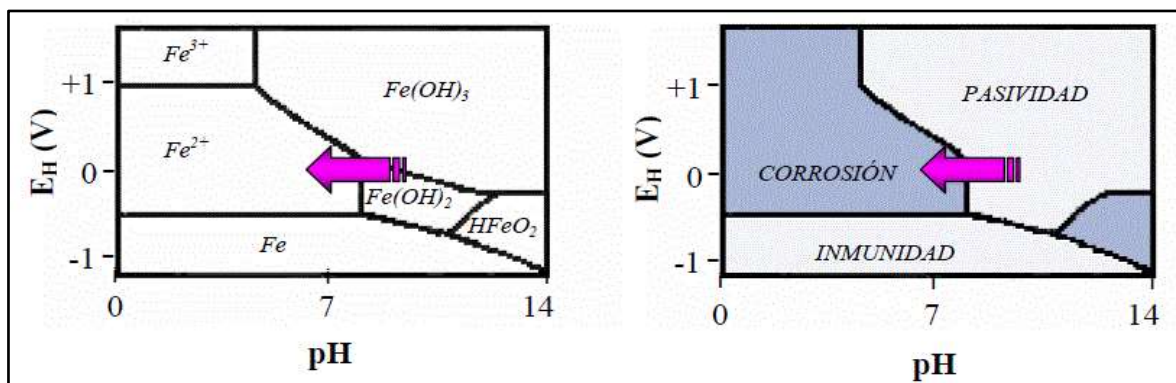 E_H (V)
+1
0
-1
Fe³⁺
Fe²⁺
Fe(OH)₃
Fe(OH)₂
HFeO₂
Fe
0
7
14
pH
E_H (V)
+1
0
-1
PASIVIDAD
CORROSIÓN
INMUNIDAD
0
7
14
pH